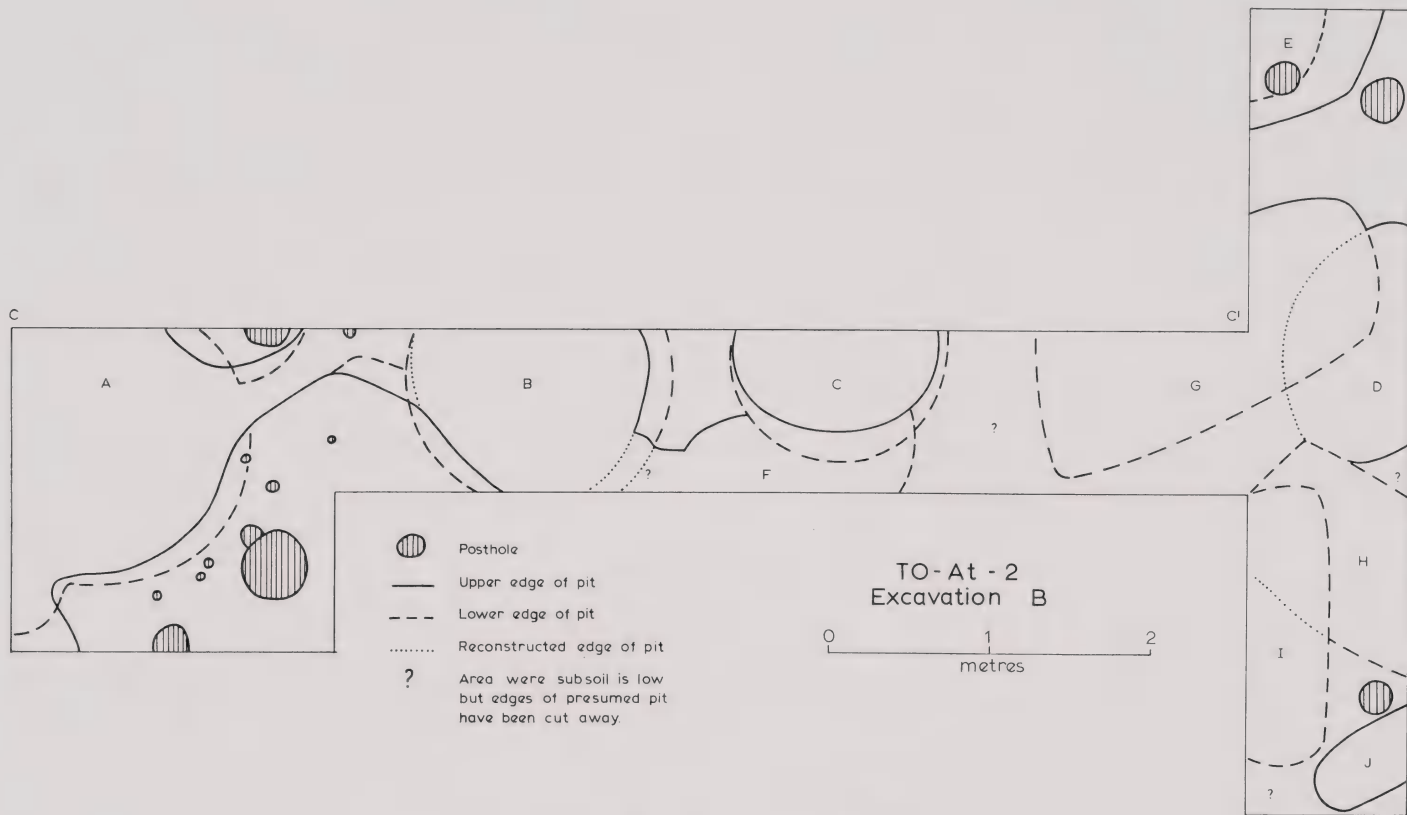 E
C
C'
A
B
C
G
D
?
?
F
?
H
I
J
?
Posthole
Upper edge of pit
Lower edge of pit
Reconstructed edge of pit
?
Area were subsoil is low
but edges of presumed pit
have been cut away.
TO-At-2
Excavation B
0 1 2
metres